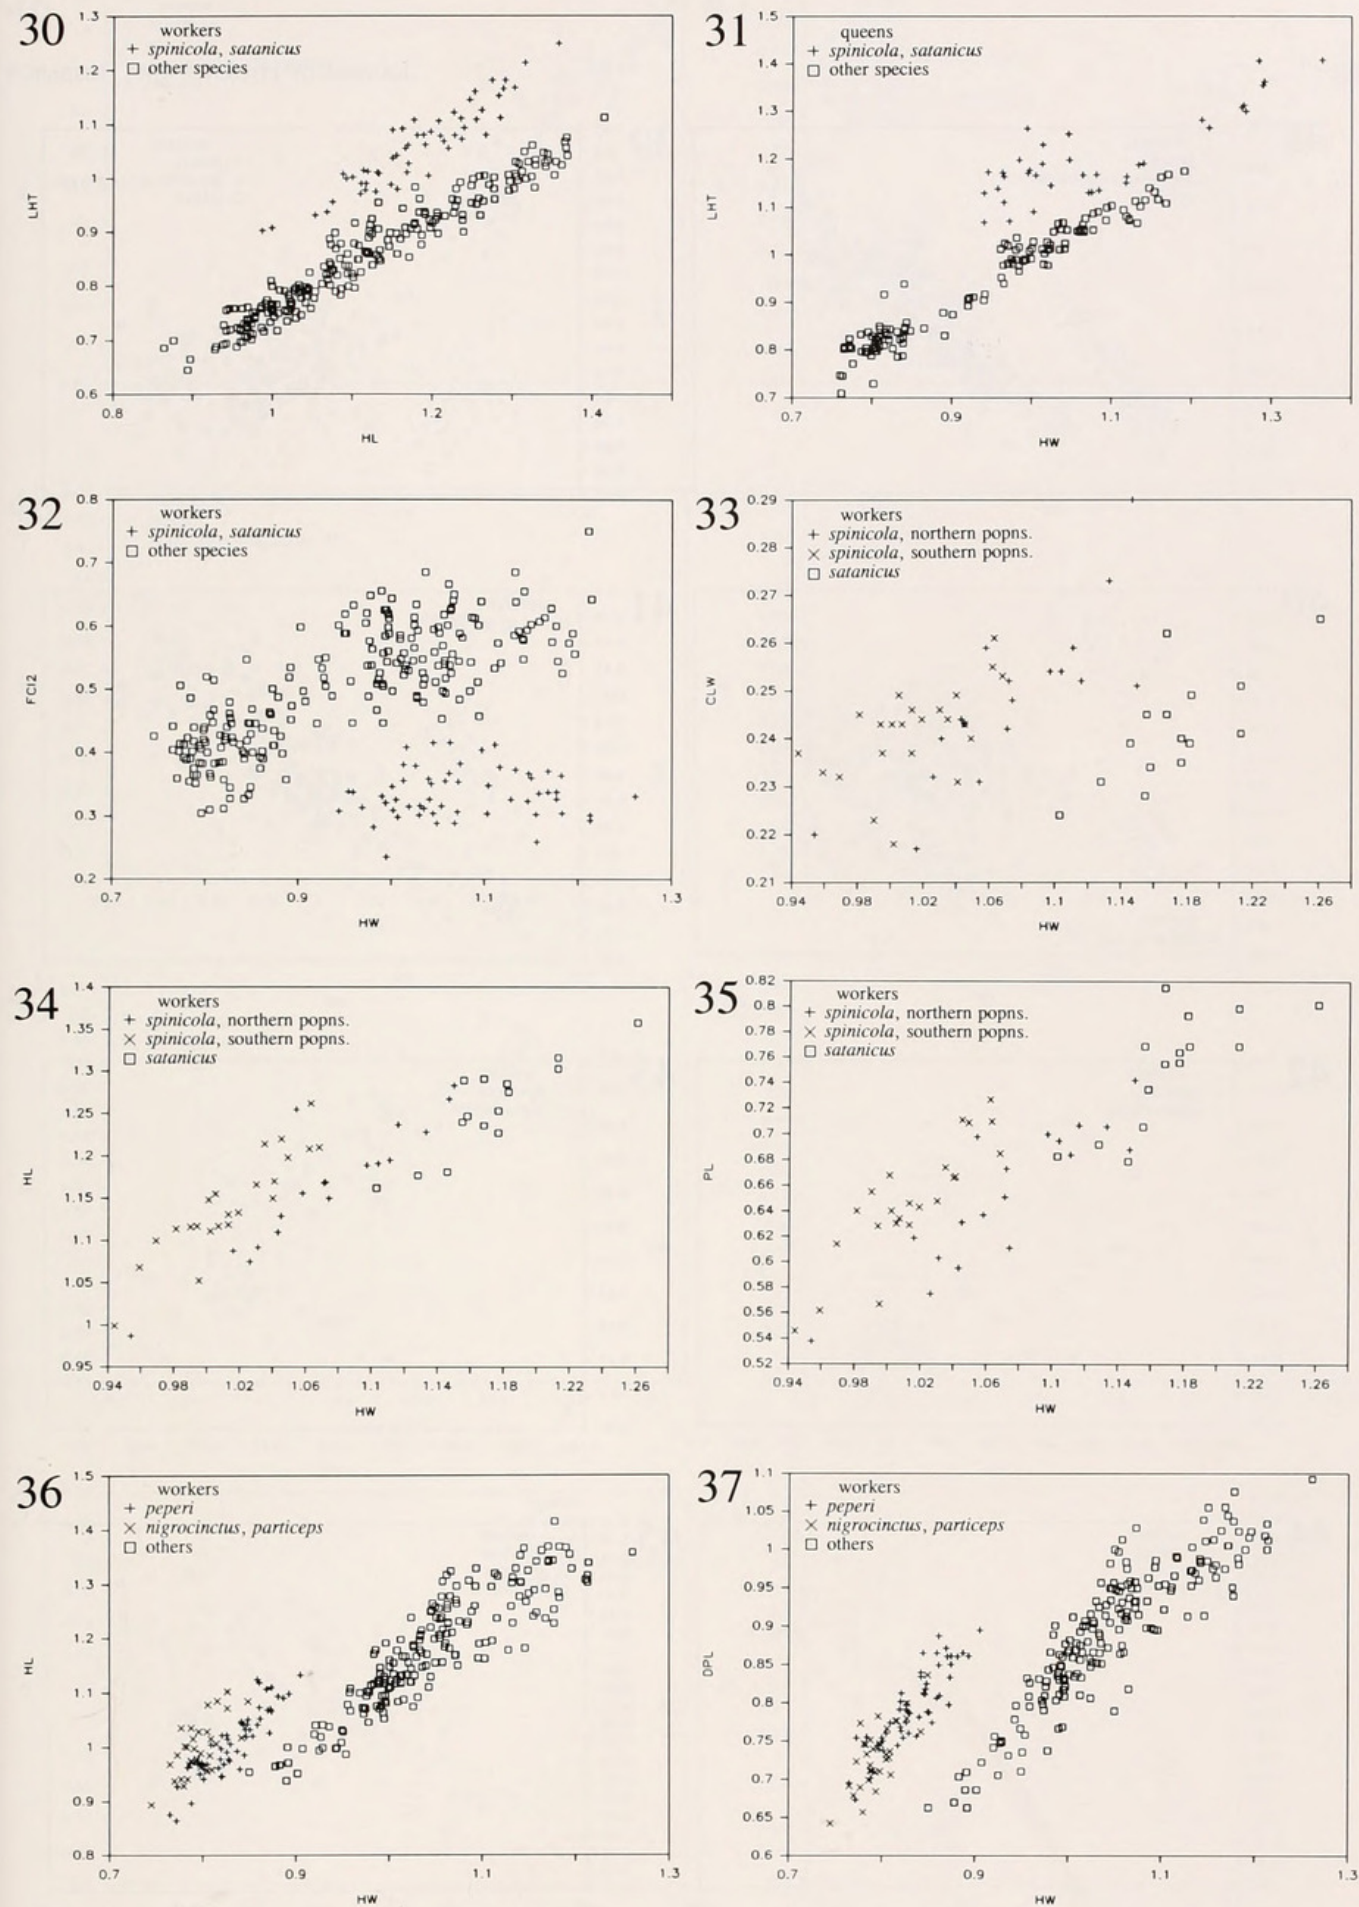 30
workers
+ spinicola, satanicus
□ other species
1.3
1.2
1.1
1
0.9
0.8
0.7
0.6
LHT
0.8
1
1.2
1.4
HL
31
queens
+ spinicola, satanicus
□ other species
1.5
1.4
1.3
1.2
1.1
1
0.9
0.8
0.7
LHT
0.7
0.9
1.1
1.3
HW
32
workers
+ spinicola, satanicus
□ other species
0.8
0.7
0.6
0.5
0.4
0.3
0.2
FCI2
0.7
0.9
1.1
1.3
HW
33
workers
+ spinicola, northern popns.
× spinicola, southern popns.
□ satanicus
0.29
0.28
0.27
0.26
0.25
0.24
0.23
0.22
0.21
CLW
0.94
0.98
1.02
1.06
1.1
1.14
1.18
1.22
1.26
HW
34
workers
+ spinicola, northern popns.
× spinicola, southern popns.
□ satanicus
1.4
1.35
1.3
1.25
1.2
1.15
1.1
1.05
1
0.95
HL
0.94
0.98
1.02
1.06
1.1
1.14
1.18
1.22
1.26
HW
35
workers
+ spinicola, northern popns.
× spinicola, southern popns.
□ satanicus
0.82
0.8
0.78
0.76
0.74
0.72
0.7
0.68
0.66
0.64
0.62
0.6
0.58
0.56
0.54
0.52
PL
0.94
0.98
1.02
1.06
1.1
1.14
1.18
1.22
1.26
HW
36
workers
+ peperi
× nigrocinctus, particeps
□ others
1.5
1.4
1.3
1.2
1.1
1
0.9
0.8
HL
0.7
0.9
1.1
1.3
HW
37
workers
+ peperi
× nigrocinctus, particeps
□ others
1.1
1.05
1
0.95
0.9
0.85
0.8
0.75
0.7
0.65
0.6
DPL
0.7
0.9
1.1
1.3
HW